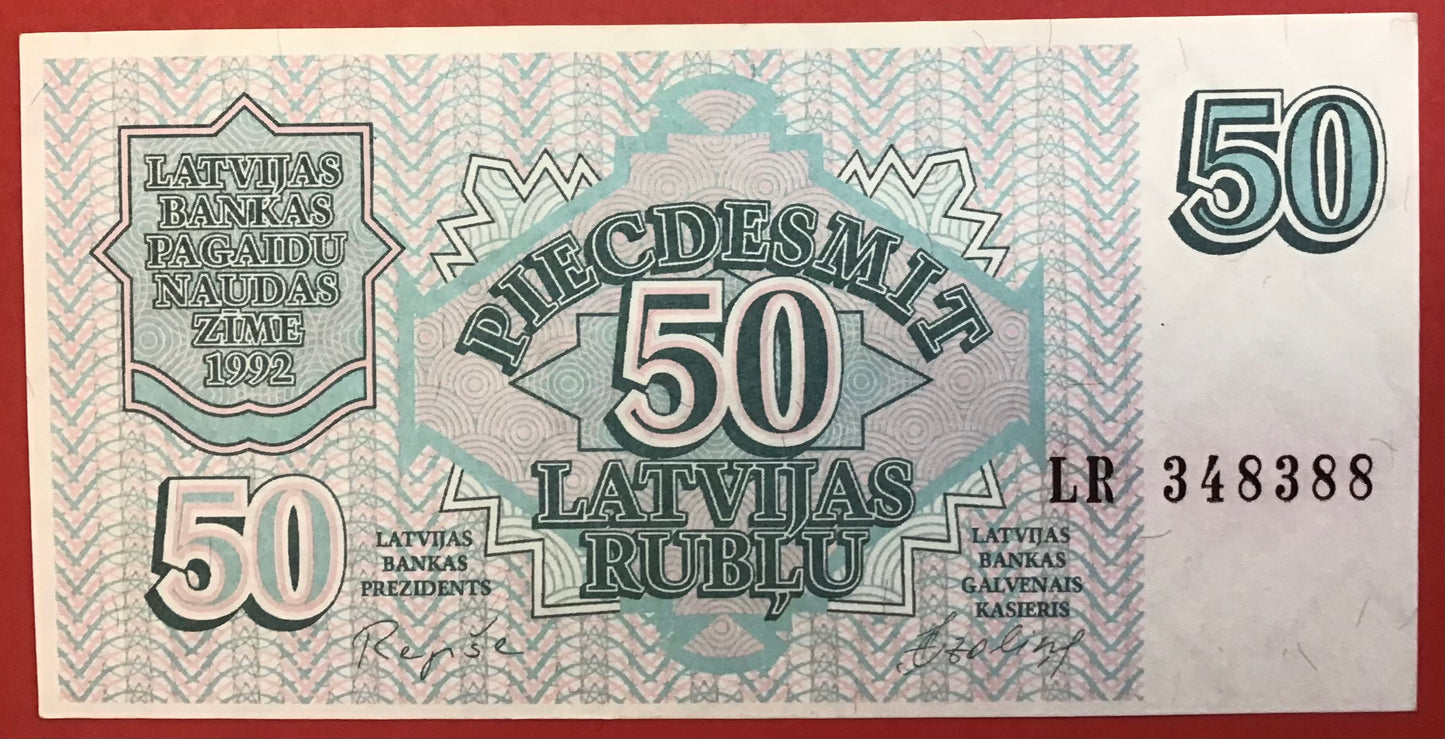 LATVIJAS
BANKAS
PAGAIDU
NAUDAS
ZĪME
1992
50
PIECDESMIT
50
LATVIJAS
RUBĻU
50
LR 348388
50
LATVIJAS
BANKAS
PREZIDENTS
Repše
LATVIJAS
BANKAS
GALVENAIS
KASIERIS